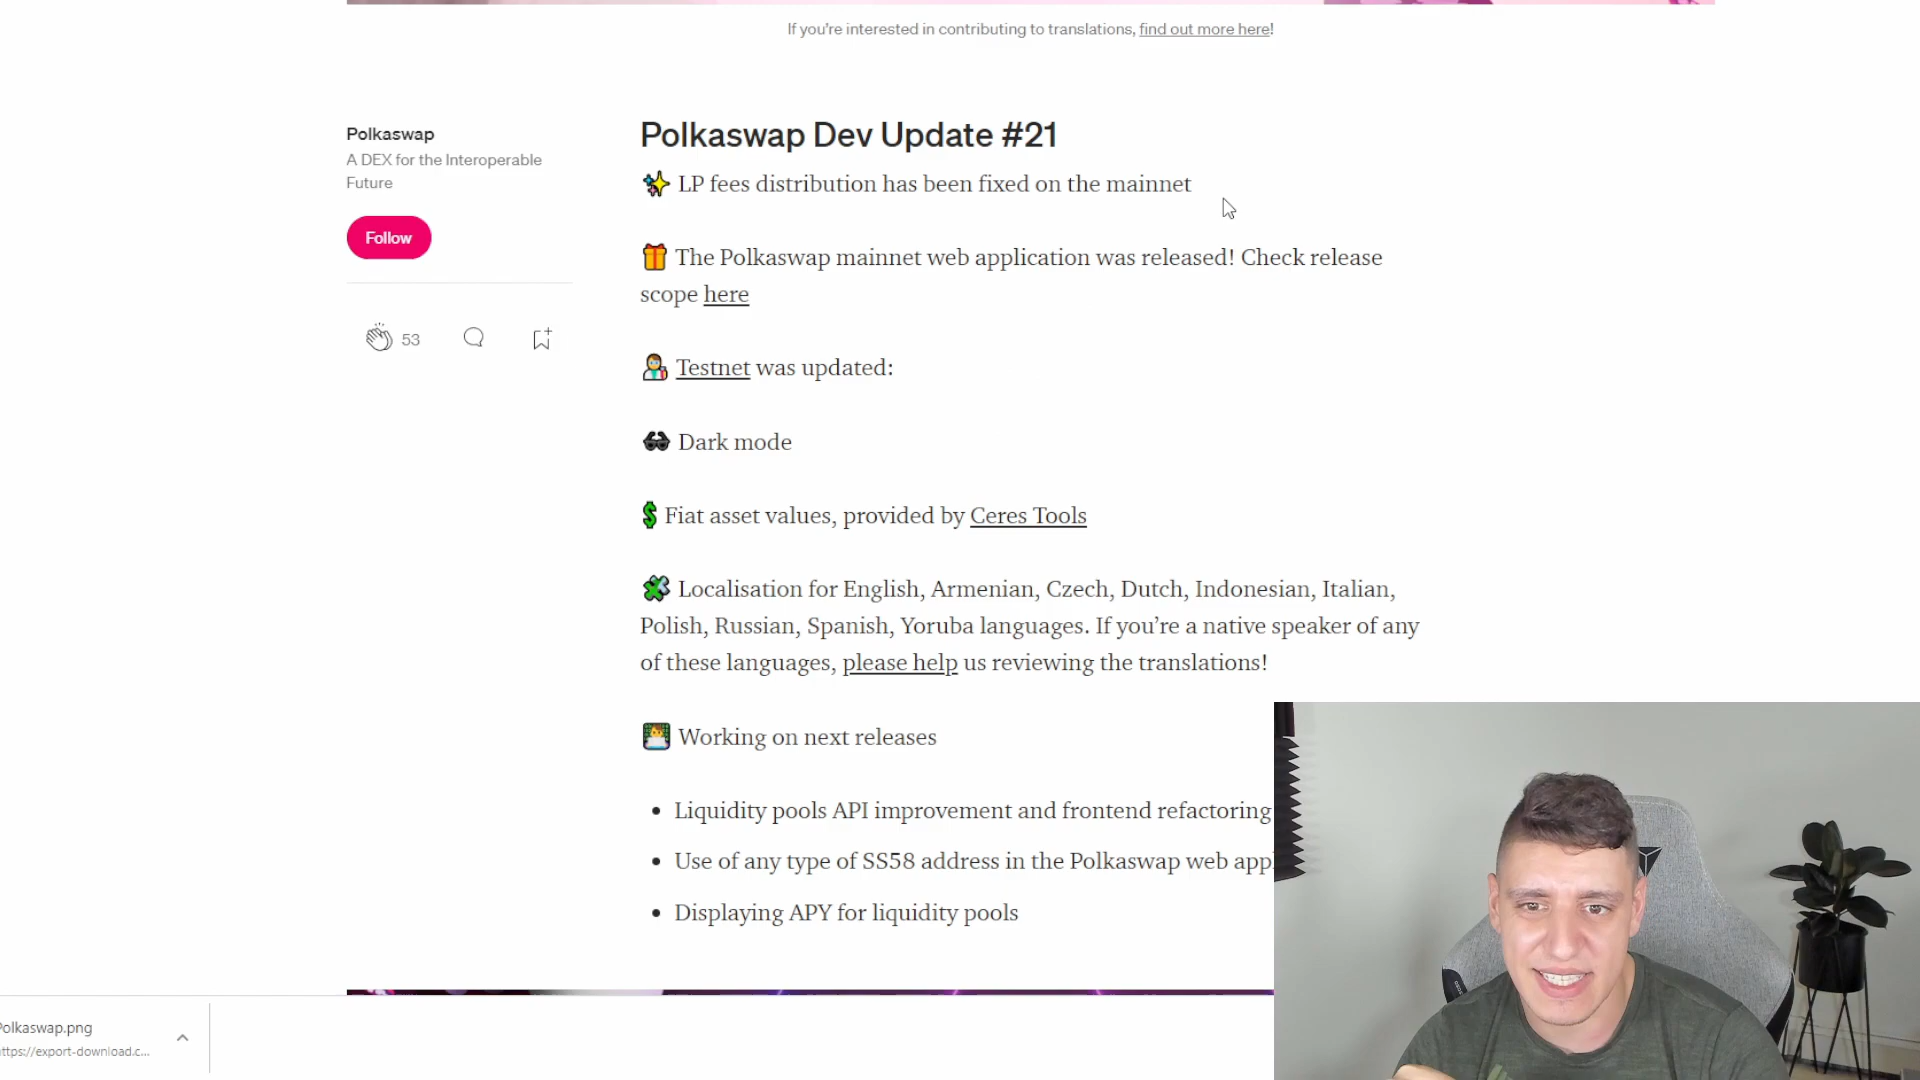 If you're interested in contributing to translations, find out more here!
Polkaswap
A DEX for the Interoperable
Future
Follow
53
Polkaswap Dev Update #21
✨ LP fees distribution has been fixed on the mainnet
🎁 The Polkaswap mainnet web application was released! Check release
scope here
👨‍🔬 Testnet was updated:
🕶 Dark mode
💲 Fiat asset values, provided by Ceres Tools
🧩 Localisation for English, Armenian, Czech, Dutch, Indonesian, Italian,
Polish, Russian, Spanish, Yoruba languages. If you're a native speaker of any
of these languages, please help us reviewing the translations!
👨‍💻 Working on next releases
• Liquidity pools API improvement and frontend refactoring
• Use of any type of SS58 address in the Polkaswap web app
• Displaying APY for liquidity pools
Polkaswap.png
ttps://export-download.c...